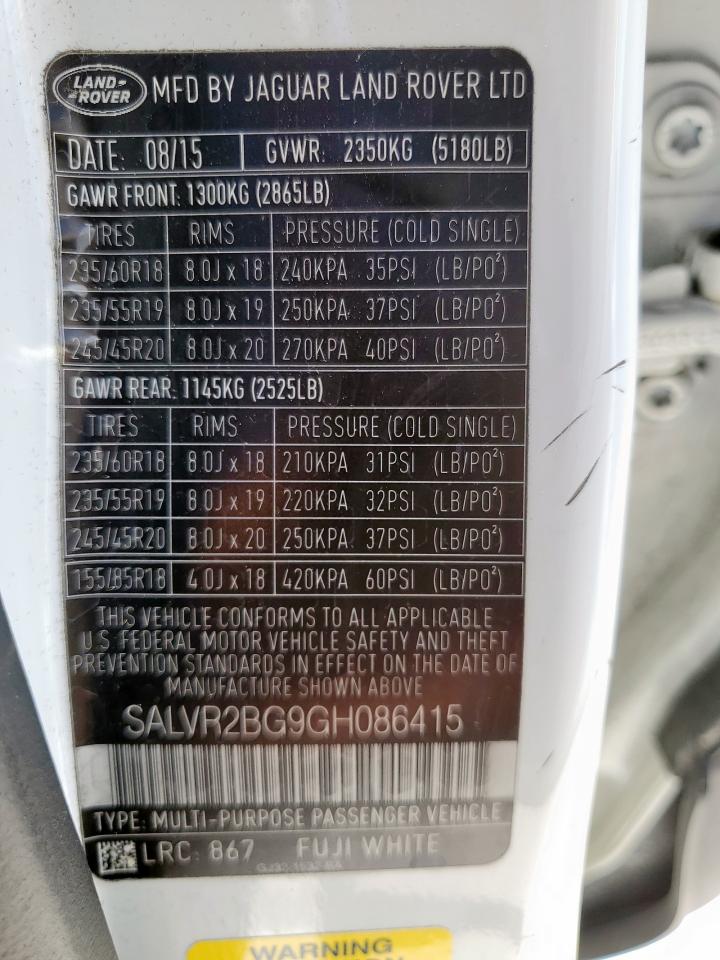 LAND-
-ROVER
MFD BY JAGUAR LAND ROVER LTD
DATE: 08/15 GVWR: 2350KG (5180LB)
GAWR FRONT: 1300KG (2865LB)
TIRES RIMS PRESSURE (COLD SINGLE)
235/60R18 8.0J x 18 240KPA 35PSI (LB/PO²)
235/55R19 8.0J x 19 250KPA 37PSI (LB/PO²)
245/45R20 8.0J x 20 270KPA 40PSI (LB/PO²)
GAWR REAR: 1145KG (2525LB)
TIRES RIMS PRESSURE (COLD SINGLE)
235/60R18 8.0J x 18 210KPA 31PSI (LB/PO²)
235/55R19 8.0J x 19 220KPA 32PSI (LB/PO²)
245/45R20 8.0J x 20 250KPA 37PSI (LB/PO²)
155/85R18 4.0J x 18 420KPA 60PSI (LB/PO²)
THIS VEHICLE CONFORMS TO ALL APPLICABLE
U.S. FEDERAL MOTOR VEHICLE SAFETY AND THEFT
PREVENTION STANDARDS IN EFFECT ON THE DATE OF
MANUFACTURE SHOWN ABOVE
SALVR2BG9GH086415
TYPE: MULTI-PURPOSE PASSENGER VEHICLE
LRC: 867 FUJI WHITE
WARNING